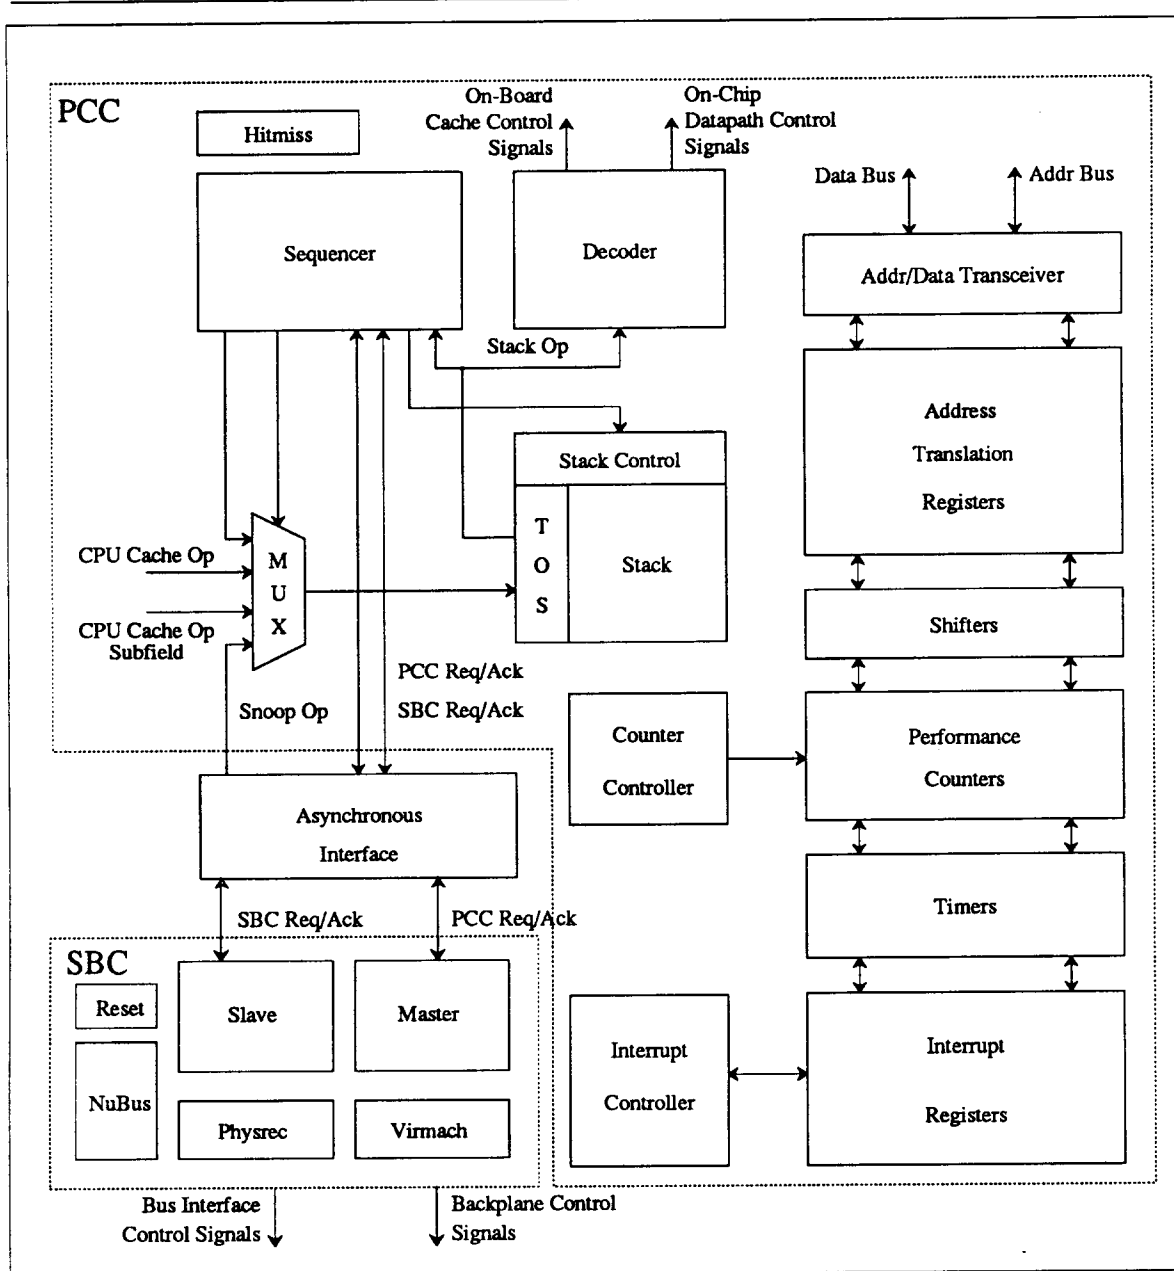 PCC
Hitmiss
On-Board
Cache Control
Signals
On-Chip
Datapath Control
Signals
Data Bus
Addr Bus
Sequencer
Decoder
Addr/Data Transceiver
Stack Op
Address
Translation
Registers
Stack Control
T
O
S
Stack
CPU Cache Op
CPU Cache Op
Subfield
M
U
X
Shifters
PCC Req/Ack
SBC Req/Ack
Snoop Op
Counter
Controller
Performance
Counters
Asynchronous
Interface
SBC Req/Ack
PCC Req/Ack
Timers
SBC
Reset
Slave
Master
NuBus
Physrec
Virmach
Interrupt
Controller
Interrupt
Registers
Bus Interface
Control Signals
Backplane Control
Signals